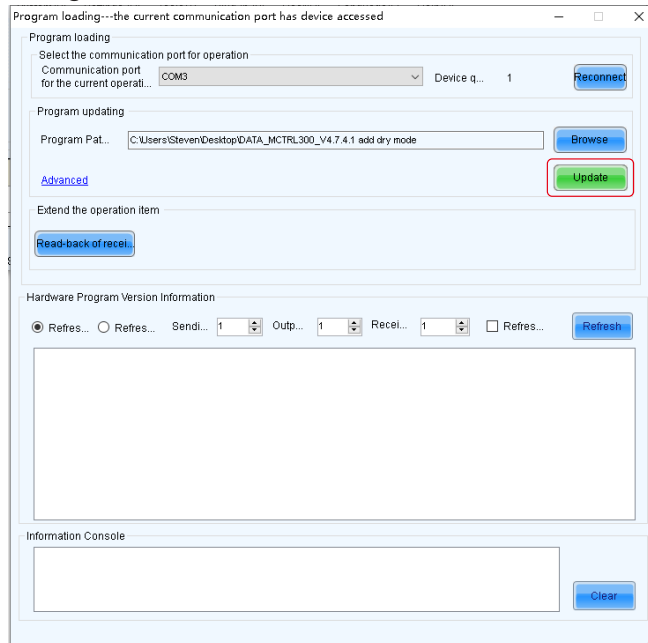 Program loading---the current communication port has device accessed
Program loading
Select the communication port for operation
Communication port
for the current operati...
COM3
Device q... 1
Reconnect
Program updating
Program Pat... C:\Users\Steven\Desktop\DATA_MCTRL300_V4.7.4.1 add dry mode
Browse
Advanced
Update
Extend the operation item
Read-back of recei...
Hardware Program Version Information
Refres... Refres... Sendi... 1 Outp... 1 Recei... 1 Refres... Refresh
Information Console
Clear